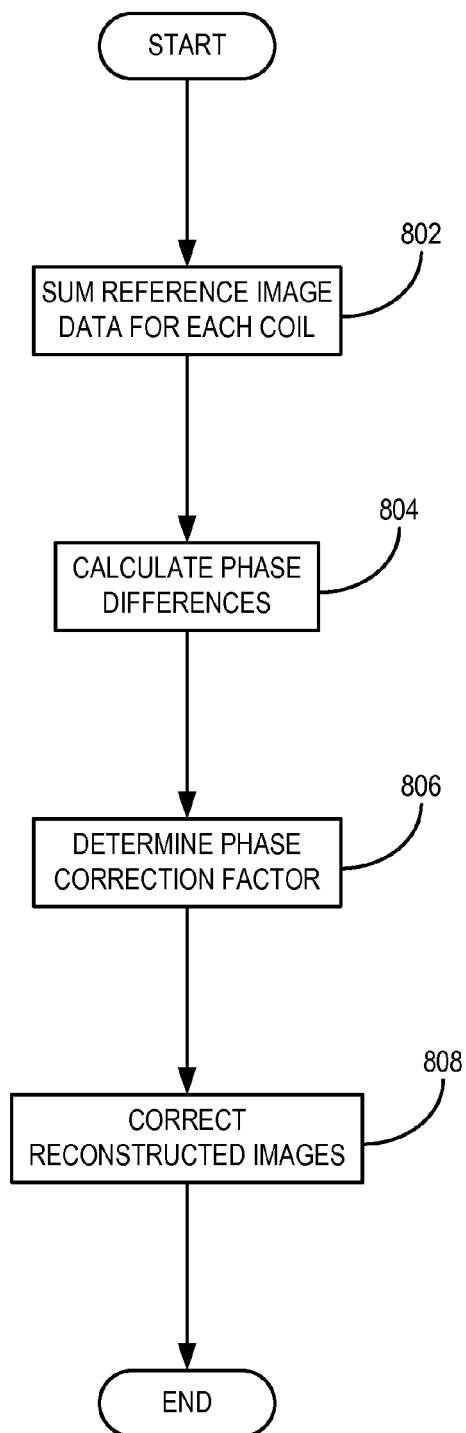 START
802
SUM REFERENCE IMAGE
DATA FOR EACH COIL
804
CALCULATE PHASE
DIFFERENCES
806
DETERMINE PHASE
CORRECTION FACTOR
808
CORRECT
RECONSTRUCTED IMAGES
END